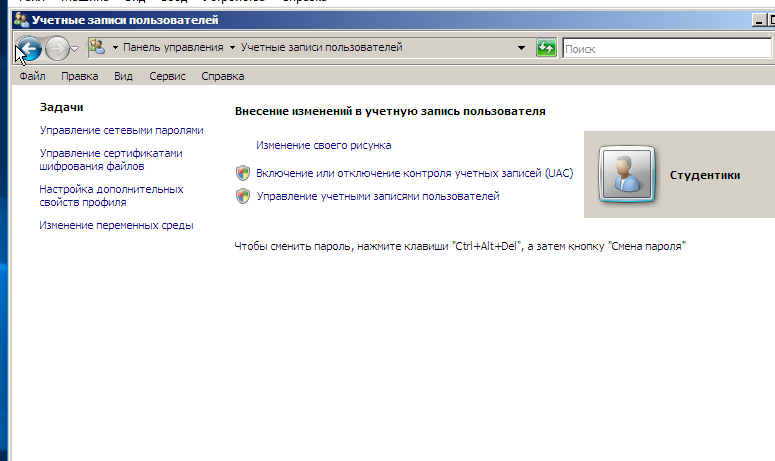 Учетные записи пользователей
Панель управления Учетные записи пользователей Поиск
Файл Правка Вид Сервис Справка
Задачи
Управление сетевыми паролями
Управление сертификатами
шифрования файлов
Настройка дополнительных
свойств профиля
Изменение переменных среды
Внесение изменений в учетную запись пользователя
Изменение своего рисунка
Включение или отключение контроля учетных записей (UAC)
Управление учетными записями пользователей
Студентики
Чтобы сменить пароль, нажмите клавиши "Ctrl+Alt+Del", а затем кнопку "Смена пароля"